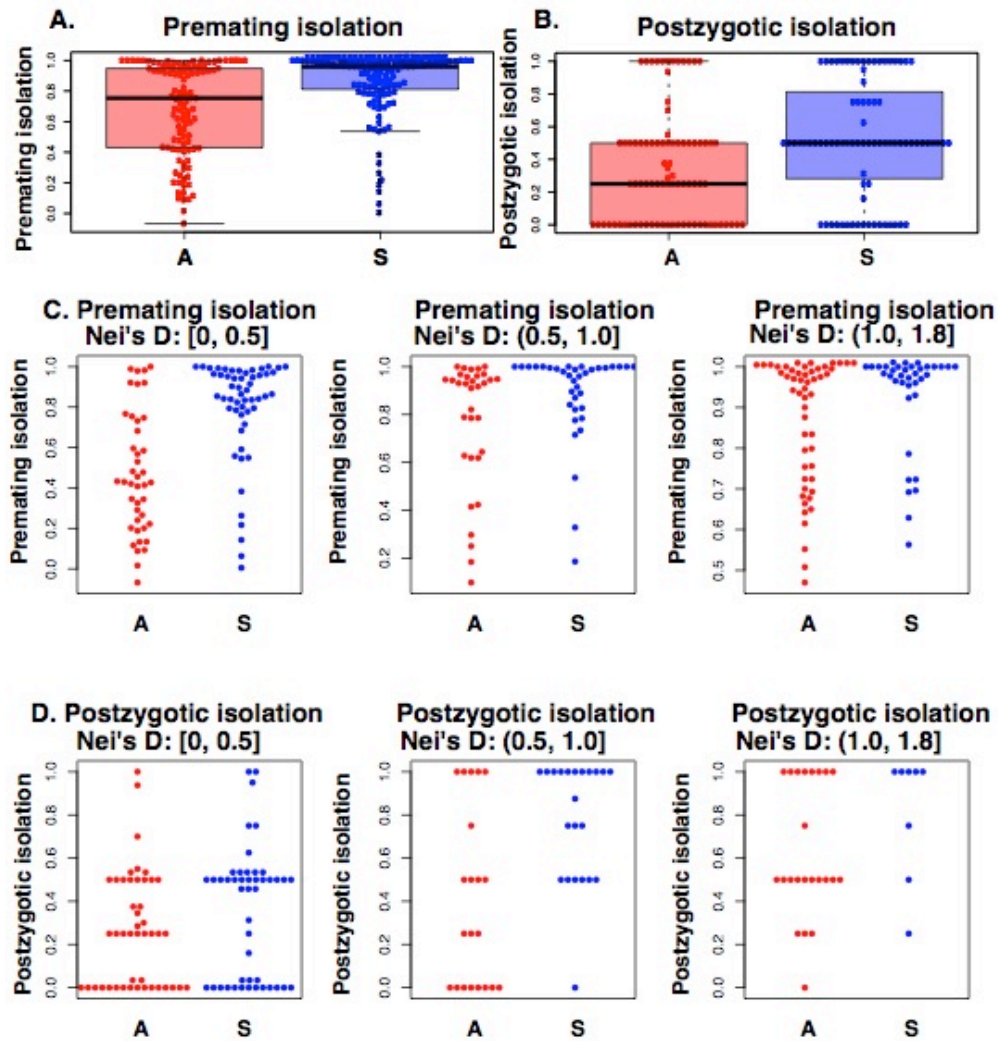 A. Premating isolation
Premating isolation
0.0 0.2 0.4 0.6 0.8 1.0
A S
B. Postzygotic isolation
Postzygotic isolation
0.0 0.2 0.4 0.6 0.8 1.0
A S
C. Premating isolation
Nei's D: [0, 0.5]
Premating isolation
0.0 0.2 0.4 0.6 0.8 1.0
A S
Premating isolation
Nei's D: (0.5, 1.0]
Premating isolation
0.2 0.4 0.6 0.8 1.0
A S
Premating isolation
Nei's D: (1.0, 1.8]
Premating isolation
0.5 0.6 0.7 0.8 0.9 1.0
A S
D. Postzygotic isolation
Nei's D: [0, 0.5]
Postzygotic isolation
0.0 0.2 0.4 0.6 0.8 1.0
A S
Postzygotic isolation
Nei's D: (0.5, 1.0]
Postzygotic isolation
0.0 0.2 0.4 0.6 0.8 1.0
A S
Postzygotic isolation
Nei's D: (1.0, 1.8]
Postzygotic isolation
0.0 0.2 0.4 0.6 0.8 1.0
A S